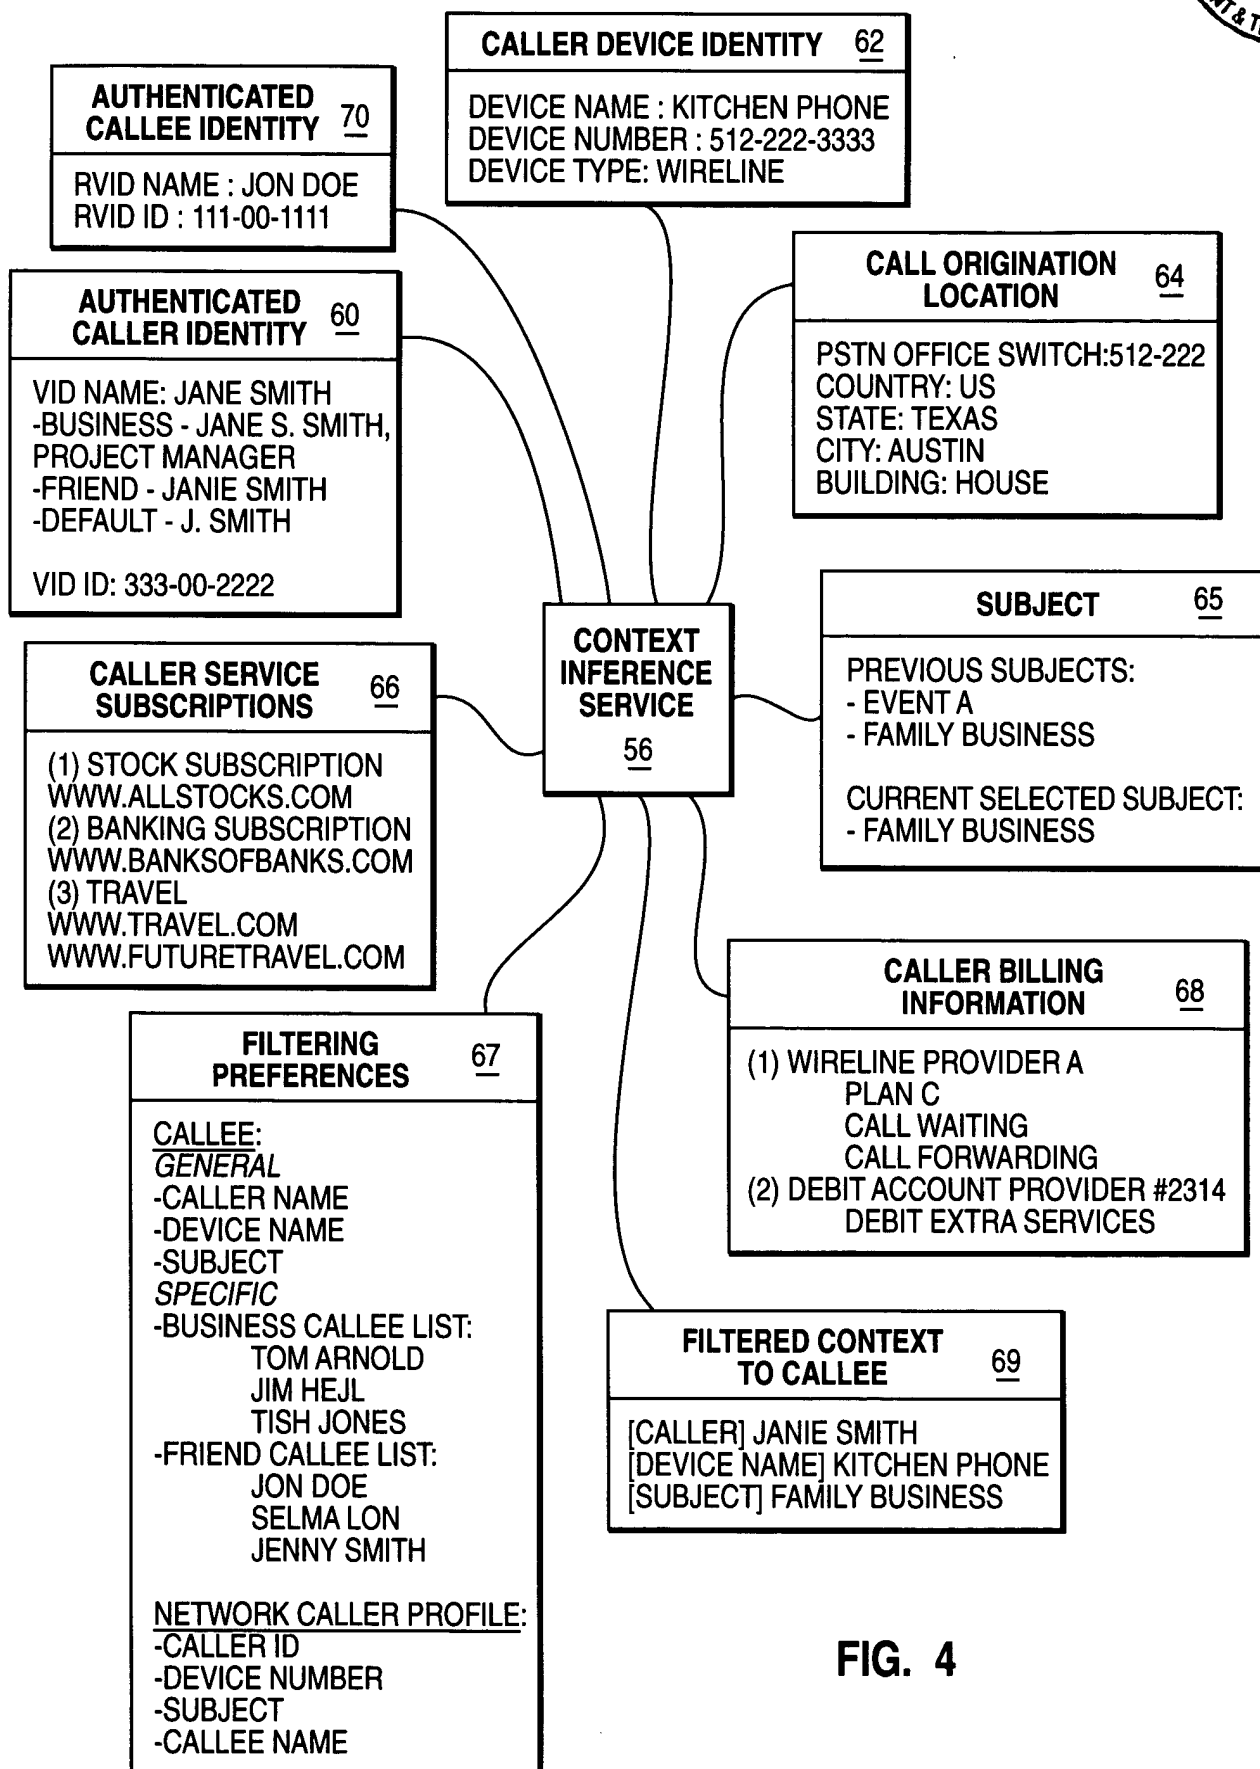 CALLER DEVICE IDENTITY 62
DEVICE NAME : KITCHEN PHONE
DEVICE NUMBER : 512-222-3333
DEVICE TYPE: WIRELINE
AUTHENTICATED
CALLEE IDENTITY 70
RVID NAME : JON DOE
RVID ID : 111-00-1111
CALL ORIGINATION
LOCATION 64
PSTN OFFICE SWITCH:512-222
COUNTRY: US
STATE: TEXAS
CITY: AUSTIN
BUILDING: HOUSE
AUTHENTICATED
CALLER IDENTITY 60
VID NAME: JANE SMITH
-BUSINESS - JANE S. SMITH,
PROJECT MANAGER
-FRIEND - JANIE SMITH
-DEFAULT - J. SMITH
VID ID: 333-00-2222
CONTEXT
INFERENCE
SERVICE
56
SUBJECT 65
PREVIOUS SUBJECTS:
- EVENT A
- FAMILY BUSINESS
CURRENT SELECTED SUBJECT:
- FAMILY BUSINESS
CALLER SERVICE
SUBSCRIPTIONS 66
(1) STOCK SUBSCRIPTION
WWW.ALLSTOCKS.COM
(2) BANKING SUBSCRIPTION
WWW.BANKSOFBANKS.COM
(3) TRAVEL
WWW.TRAVEL.COM
WWW.FUTURETRAVEL.COM
CALLER BILLING
INFORMATION 68
(1) WIRELINE PROVIDER A
PLAN C
CALL WAITING
CALL FORWARDING
(2) DEBIT ACCOUNT PROVIDER #2314
DEBIT EXTRA SERVICES
FILTERING
PREFERENCES 67
CALLEE:
GENERAL
-CALLER NAME
-DEVICE NAME
-SUBJECT
SPECIFIC
-BUSINESS CALLEE LIST:
TOM ARNOLD
JIM HEJL
TISH JONES
-FRIEND CALLEE LIST:
JON DOE
SELMA LON
JENNY SMITH
NETWORK CALLER PROFILE:
-CALLER ID
-DEVICE NUMBER
-SUBJECT
-CALLEE NAME
FILTERED CONTEXT
TO CALLEE 69
[CALLER] JANIE SMITH
[DEVICE NAME] KITCHEN PHONE
[SUBJECT] FAMILY BUSINESS
FIG. 4